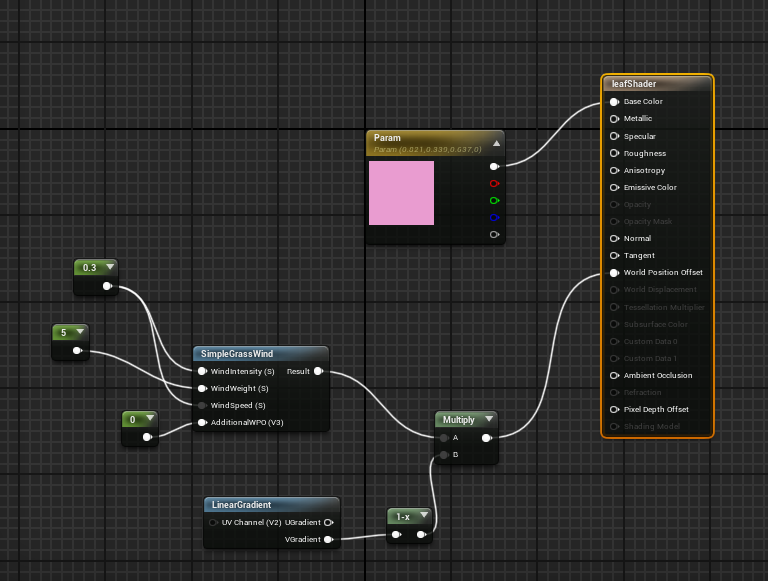 leafShader
Base Color
Metallic
Specular
Roughness
Anisotropy
Emissive Color
Opacity
Opacity Mask
Normal
Tangent
World Position Offset
World Displacement
Tessellation Multiplier
Subsurface Color
Custom Data 0
Custom Data 1
Ambient Occlusion
Refraction
Pixel Depth Offset
Shading Model
Param
Param (0.821,0.339,0.637,0)
0.3
5
0
SimpleGrassWind
WindIntensity (S) Result
WindWeight (S)
WindSpeed (S)
AdditionalWPO (V3)
Multiply
A
B
LinearGradient
UV Channel (V2) UGradient
VGradient
1-x